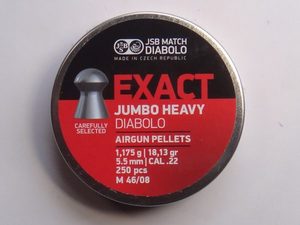 JSB MATCH
DIABOLO
MADE IN CZECH REPUBLIC
EXACT
JUMBO HEAVY
DIABOLO
CAREFULLY
SELECTED
AIRGUN PELLETS
1,175 g | 18,13 gr
5.5 mm | CAL .22
250 pcs
M 46/08